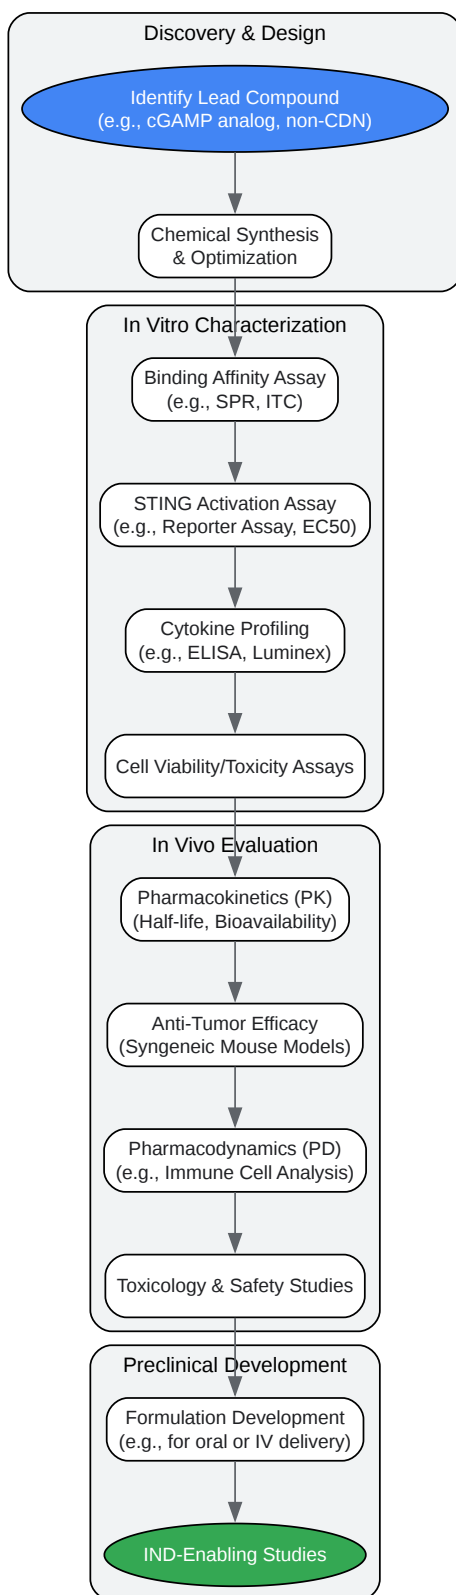 Discovery & Design
Identify Lead Compound
(e.g., cGAMP analog, non-CDN)
Chemical Synthesis
& Optimization
In Vitro Characterization
Binding Affinity Assay
(e.g., SPR, ITC)
STING Activation Assay
(e.g., Reporter Assay, EC50)
Cytokine Profiling
(e.g., ELISA, Luminex)
Cell Viability/Toxicity Assays
In Vivo Evaluation
Pharmacokinetics (PK)
(Half-life, Bioavailability)
Anti-Tumor Efficacy
(Syngeneic Mouse Models)
Pharmacodynamics (PD)
(e.g., Immune Cell Analysis)
Toxicology & Safety Studies
Preclinical Development
Formulation Development
(e.g., for oral or IV delivery)
IND-Enabling Studies